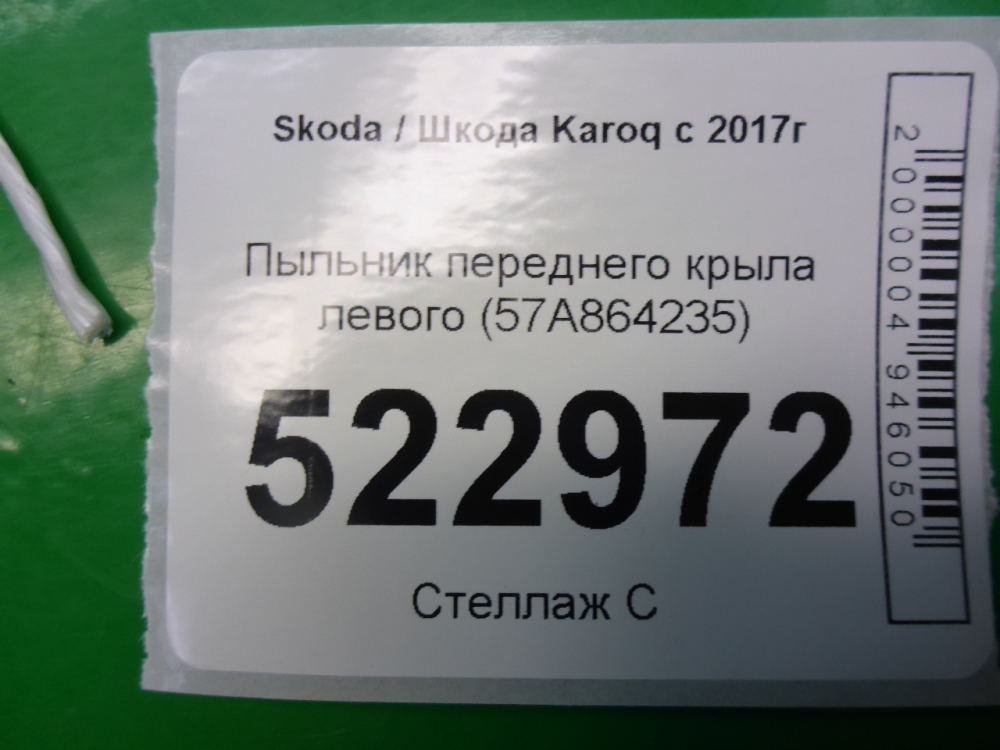 Skoda / Шкода Karoq с 2017г
Пыльник переднего крыла
левого (57A864235)
522972
Стеллаж С
2000004946050